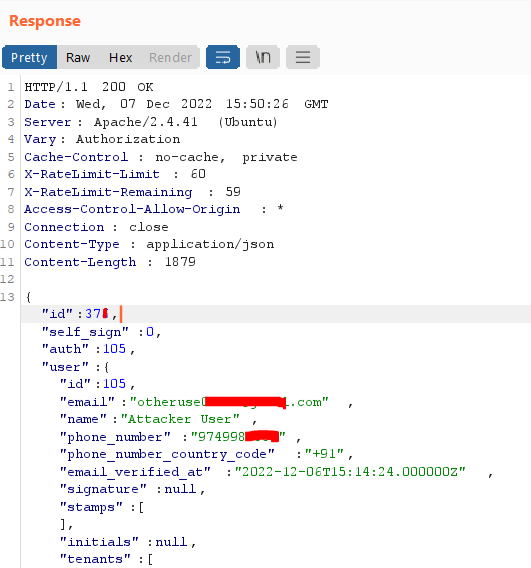 Response
Pretty Raw Hex Render \n
1 HTTP/1.1 200 OK
2 Date: Wed, 07 Dec 2022 15:50:26 GMT
3 Server: Apache/2.4.41 (Ubuntu)
4 Vary: Authorization
5 Cache-Control: no-cache, private
6 X-RateLimit-Limit: 60
7 X-RateLimit-Remaining: 59
8 Access-Control-Allow-Origin: *
9 Connection: close
10 Content-Type: application/json
11 Content-Length: 1879
12
13 {
"id":37,
"self_sign":0,
"auth":105,
"user":{
"id":105,
"email":"otheruse.com",
"name":"Attacker User",
"phone_number":"974998",
"phone_number_country_code":"+91",
"email_verified_at":"2022-12-06T15:14:24.000000Z",
"signature":null,
"stamps":[
],
"initials":null,
"tenants":[